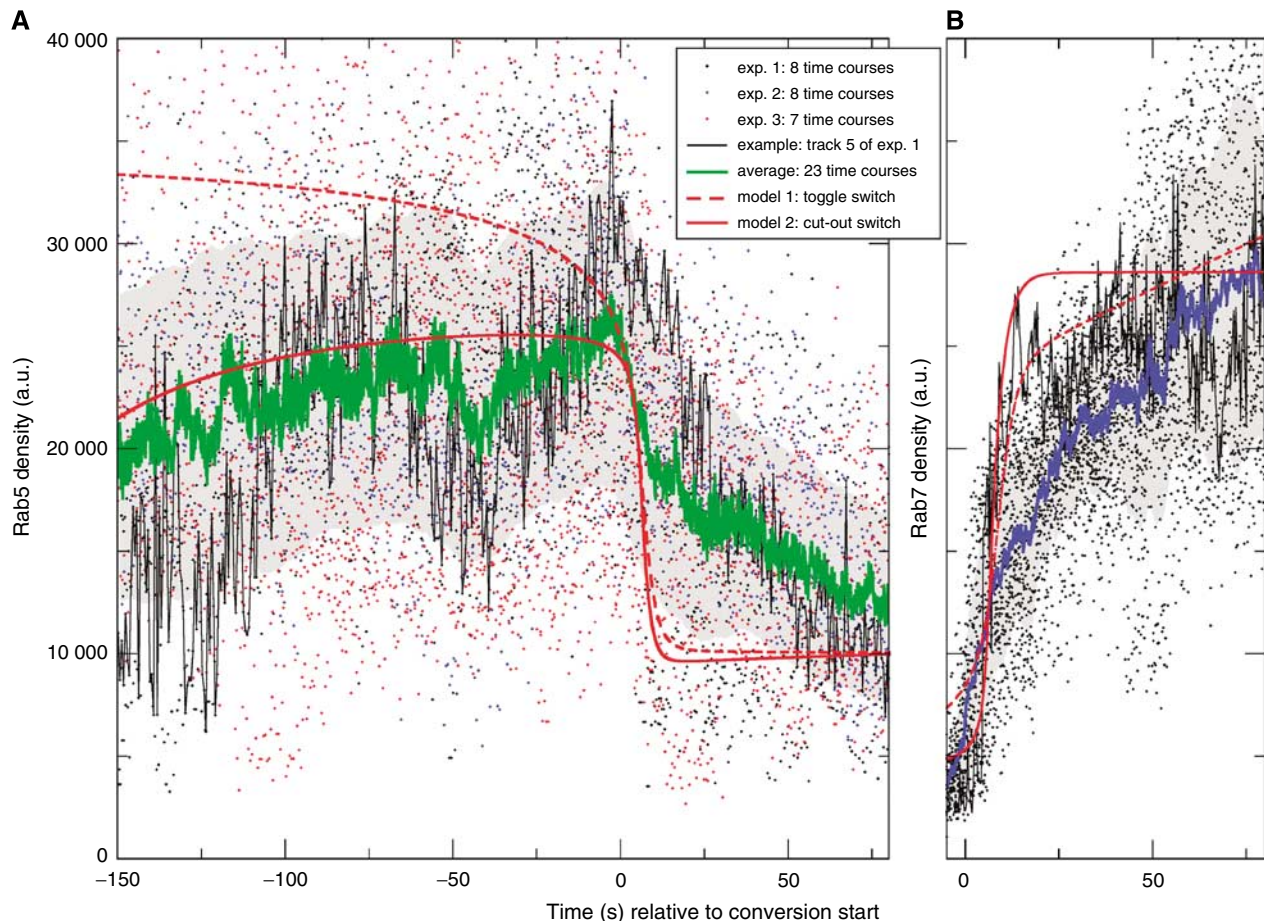 A
B
40 000
30 000
20 000
10 000
0
Rab5 density (a.u.)
exp. 1: 8 time courses
exp. 2: 8 time courses
exp. 3: 7 time courses
example: track 5 of exp. 1
average: 23 time courses
model 1: toggle switch
model 2: cut-out switch
Rab7 density (a.u.)
−150
−100
−50
0
0
50
Time (s) relative to conversion start